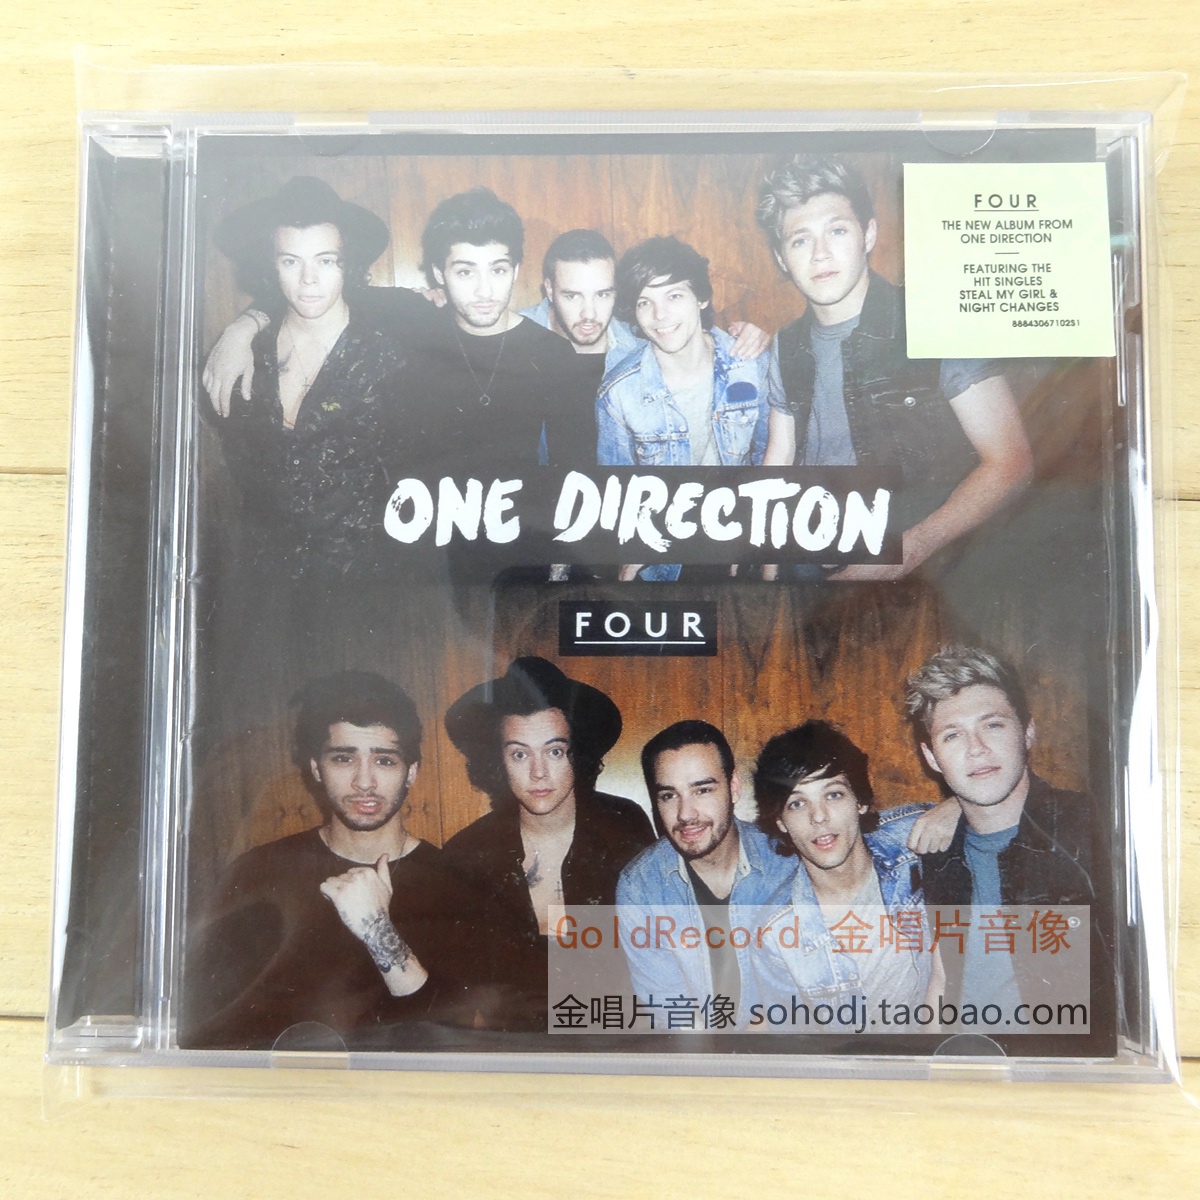 FOUR
THE NEW ALBUM FROM
ONE DIRECTION
FEATURING THE
HIT SINGLES
STEAL MY GIRL &
NIGHT CHANGES
88843067102S1
ONE DIRECTION
FOUR
GoldRecord 金唱片音像
金唱片音像 sohodj.taobao.com